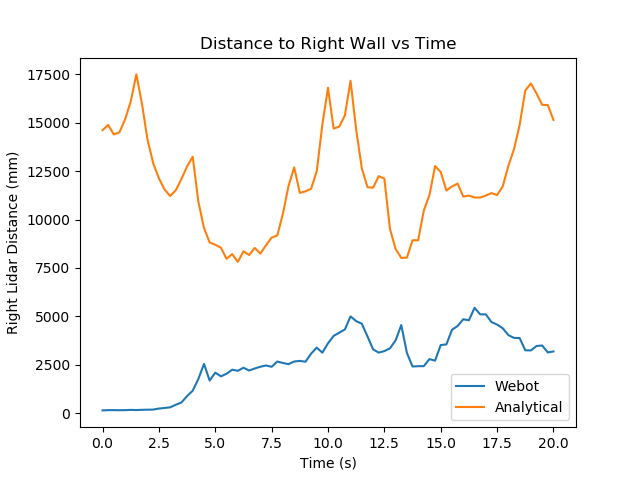 Distance to Right Wall vs Time
17500
15000
12500
10000
7500
5000
2500
0
Right Lidar Distance (mm)
Webot
Analytical
0.0 2.5 5.0 7.5 10.0 12.5 15.0 17.5 20.0
Time (s)